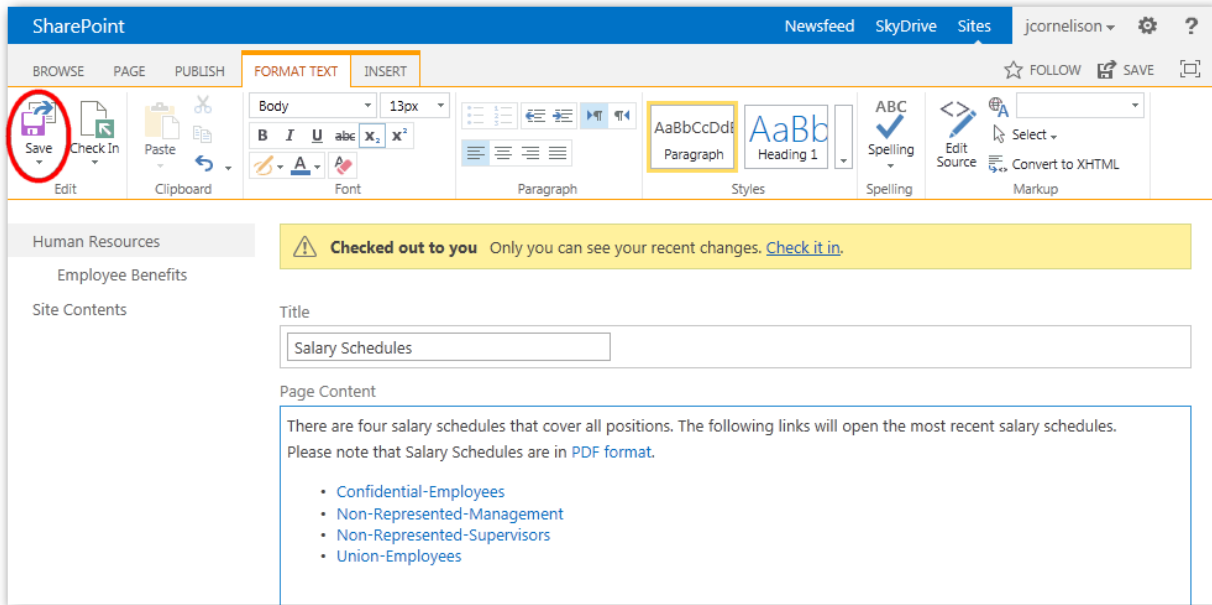 SharePoint Newsfeed SkyDrive Sites jcornelison ?
BROWSE PAGE PUBLISH FORMAT TEXT INSERT FOLLOW SAVE
Body 13px ABC
B I U abc X₂ X² AaBbCcDdE AaBb
Save Check In Paste Paragraph Heading 1 Spelling Edit Source Select
A Convert to XHTML
Edit Clipboard Font Paragraph Styles Spelling Markup
Human Resources
Checked out to you Only you can see your recent changes. Check it in.
Employee Benefits
Site Contents
Title
Salary Schedules
Page Content
There are four salary schedules that cover all positions. The following links will open the most recent salary schedules.
Please note that Salary Schedules are in PDF format.
• Confidential-Employees
• Non-Represented-Management
• Non-Represented-Supervisors
• Union-Employees